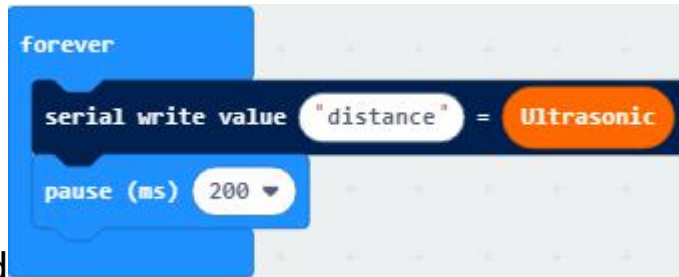 forever
serial write value "distance" = Ultrasonic
pause (ms) 200
d